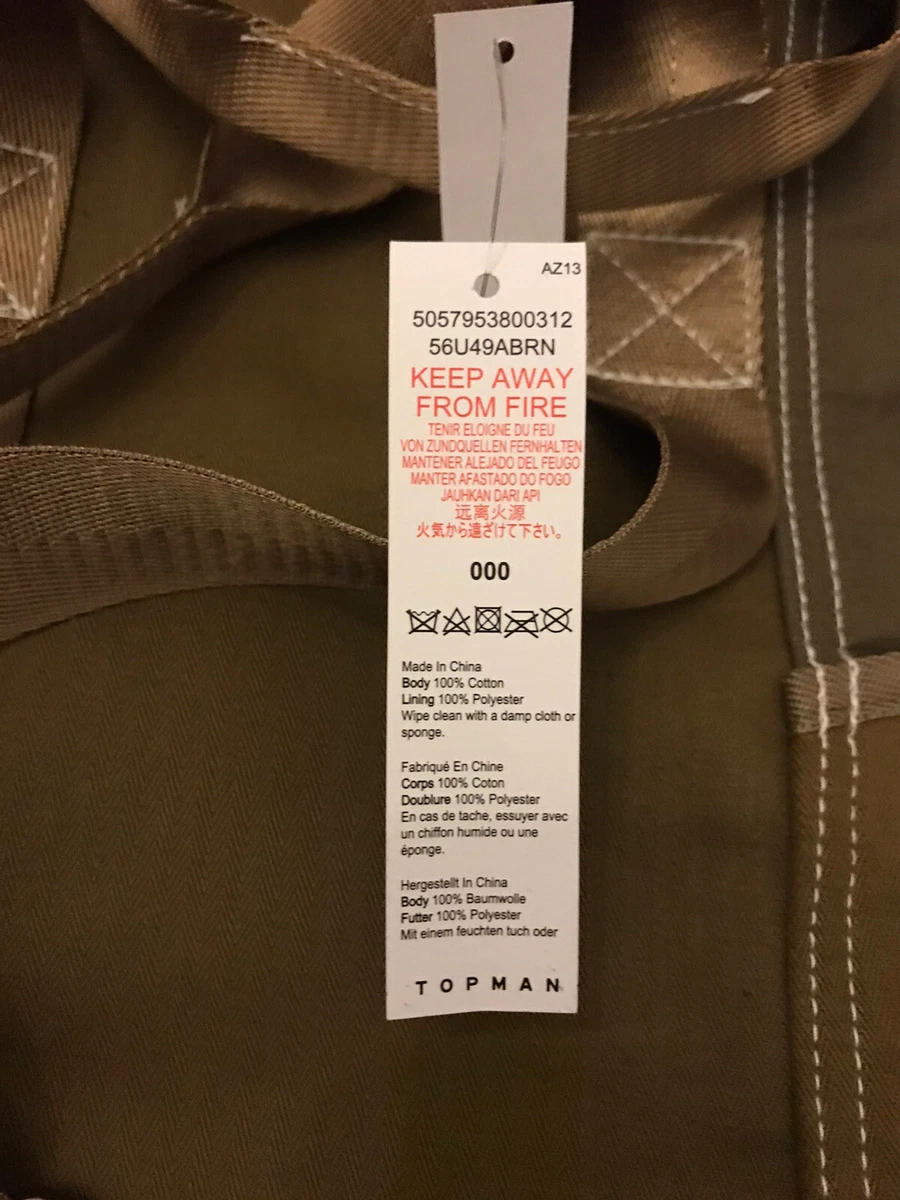 AZ13
5057953800312
56U49ABRN
KEEP AWAY
FROM FIRE
TENIR ELOIGNE DU FEU
VON ZUNDQUELLEN FERNHALTEN
MANTENER ALEJADO DEL FEUGO
MANTER AFASTADO DO FOGO
JAUHKAN DARI API
远离火源
火気から遠ざけて下さい。
000
Made In China
Body 100% Cotton
Lining 100% Polyester
Wipe clean with a damp cloth or
sponge.
Fabriqué En Chine
Corps 100% Coton
Doublure 100% Polyester
En cas de tache, essuyer avec
un chiffon humide ou une
éponge.
Hergestellt In China
Body 100% Baumwolle
Futter 100% Polyester
Mit einem feuchten tuch oder
TOPMAN